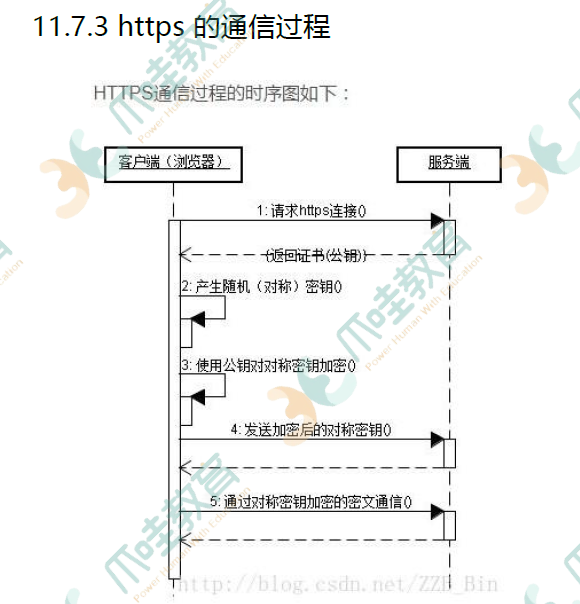 11.7.3 https 的通信过程
HTTPS通信过程的时序图如下：
客户端（浏览器）
服务端
1: 请求https连接()
(返回证书(公钥))
2: 产生随机（对称）密钥()
3: 使用公钥对对称密钥加密()
4: 发送加密后的对称密钥()
5: 通过对称密钥加密的密文通信()
http://blog.csdn.net/ZZB_Bin
爪哇教育
Power Human With Education